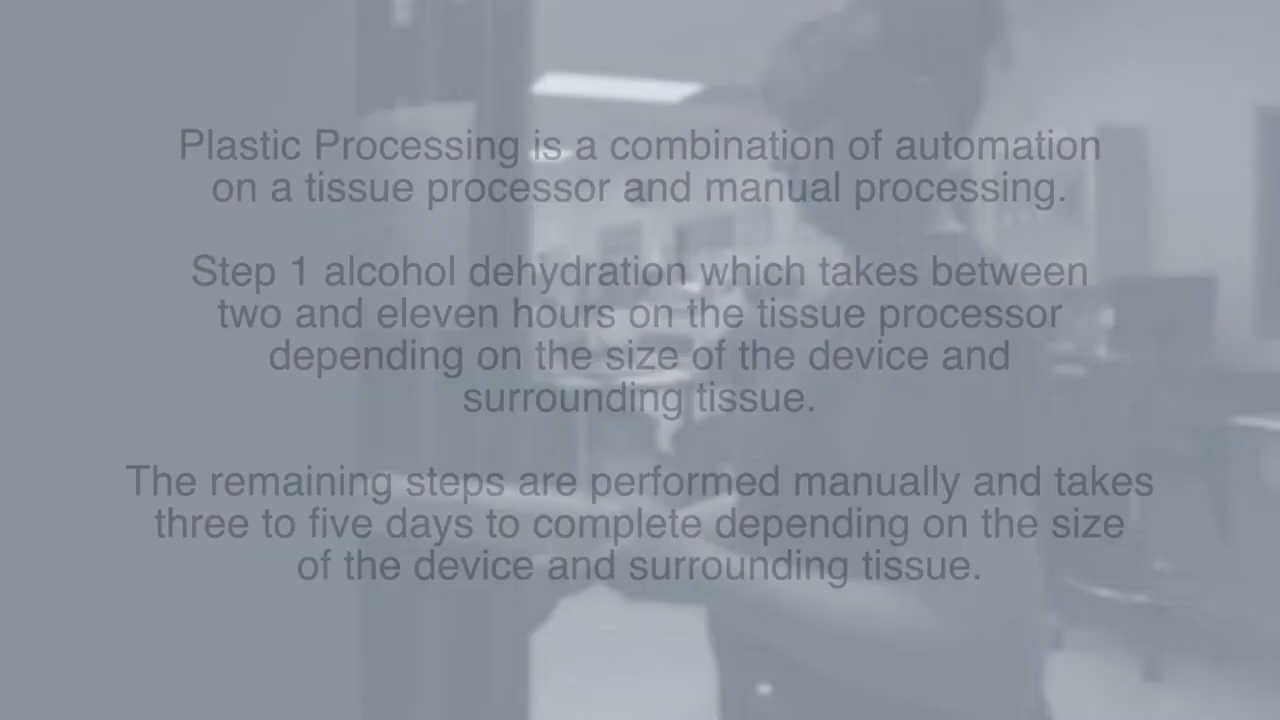 Plastic Processing is a combination of automation
on a tissue processor and manual processing.
Step 1 alcohol dehydration which takes between
two and eleven hours on the tissue processor
depending on the size of the device and
surrounding tissue.
The remaining steps are performed manually and takes
three to five days to complete depending on the size
of the device and surrounding tissue.